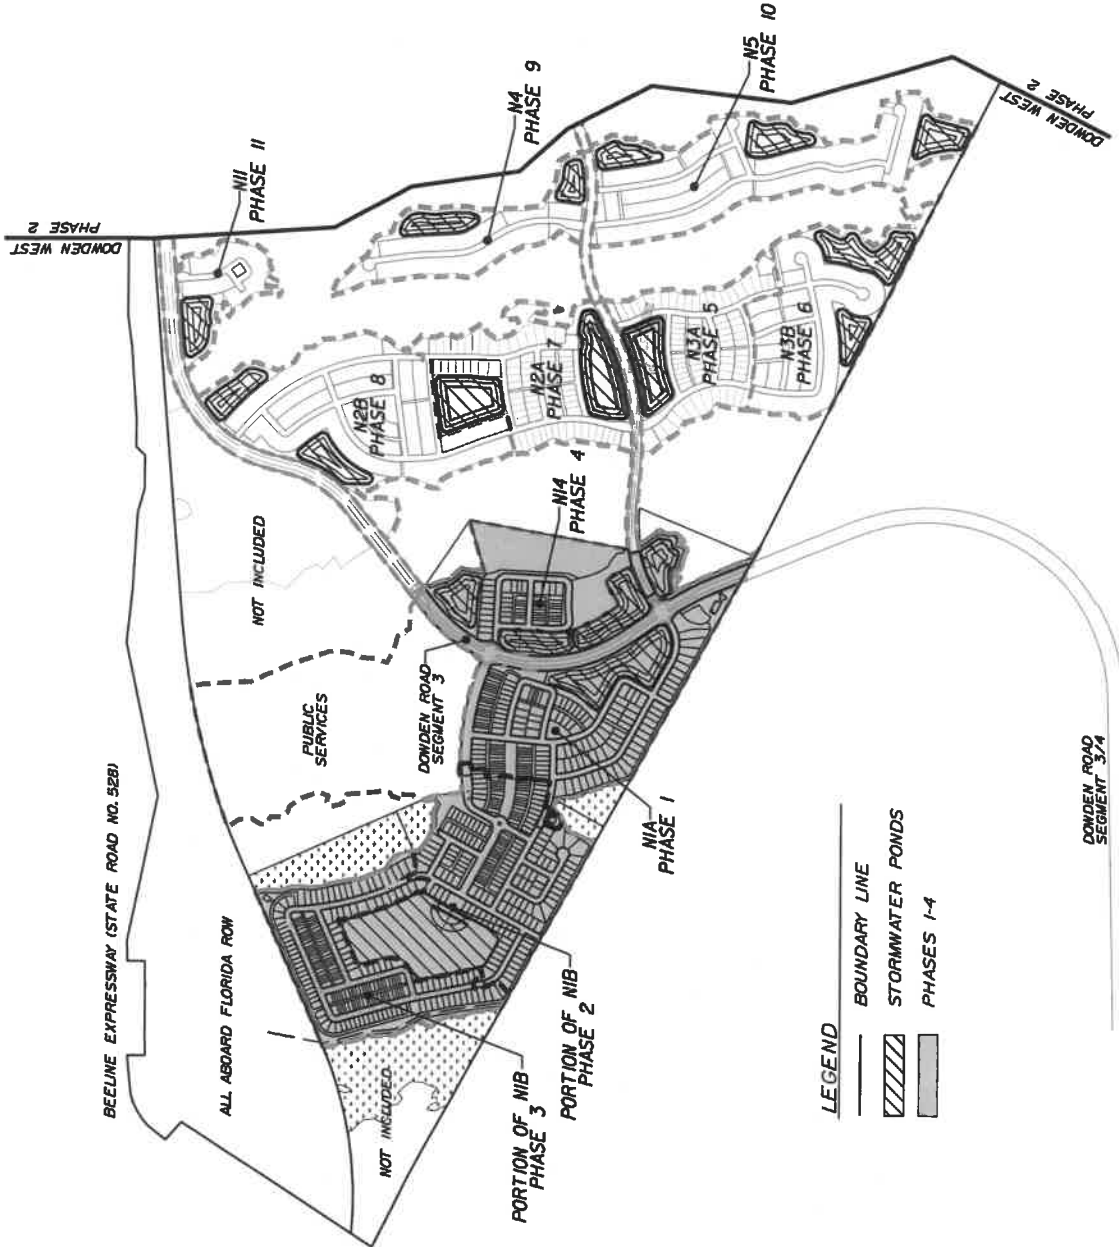 BEELINE EXPRESSWAY (STATE ROAD NO. 528)
ALL ABOARD FLORIDA ROW
NOT INCLUDED
PUBLIC
SERVICES
NOT INCLUDED
DOWDEN WEST
PHASE 2
N11
PHASE 11
N2B
PHASE 8
N4
PHASE 9
N2A
PHASE 7
N14
PHASE 4
DOWDEN ROAD
SEGMENT 3
N1A
PHASE 1
PORTION OF N1B
PHASE 3
PORTION OF N1B
PHASE 2
N3A
PHASE 5
N3B
PHASE 6
N5
PHASE 10
DOWDEN WEST
PHASE 2
LEGEND
BOUNDARY LINE
STORMWATER PONDS
PHASES 1-4
DOWDEN ROAD
SEGMENT 3/4